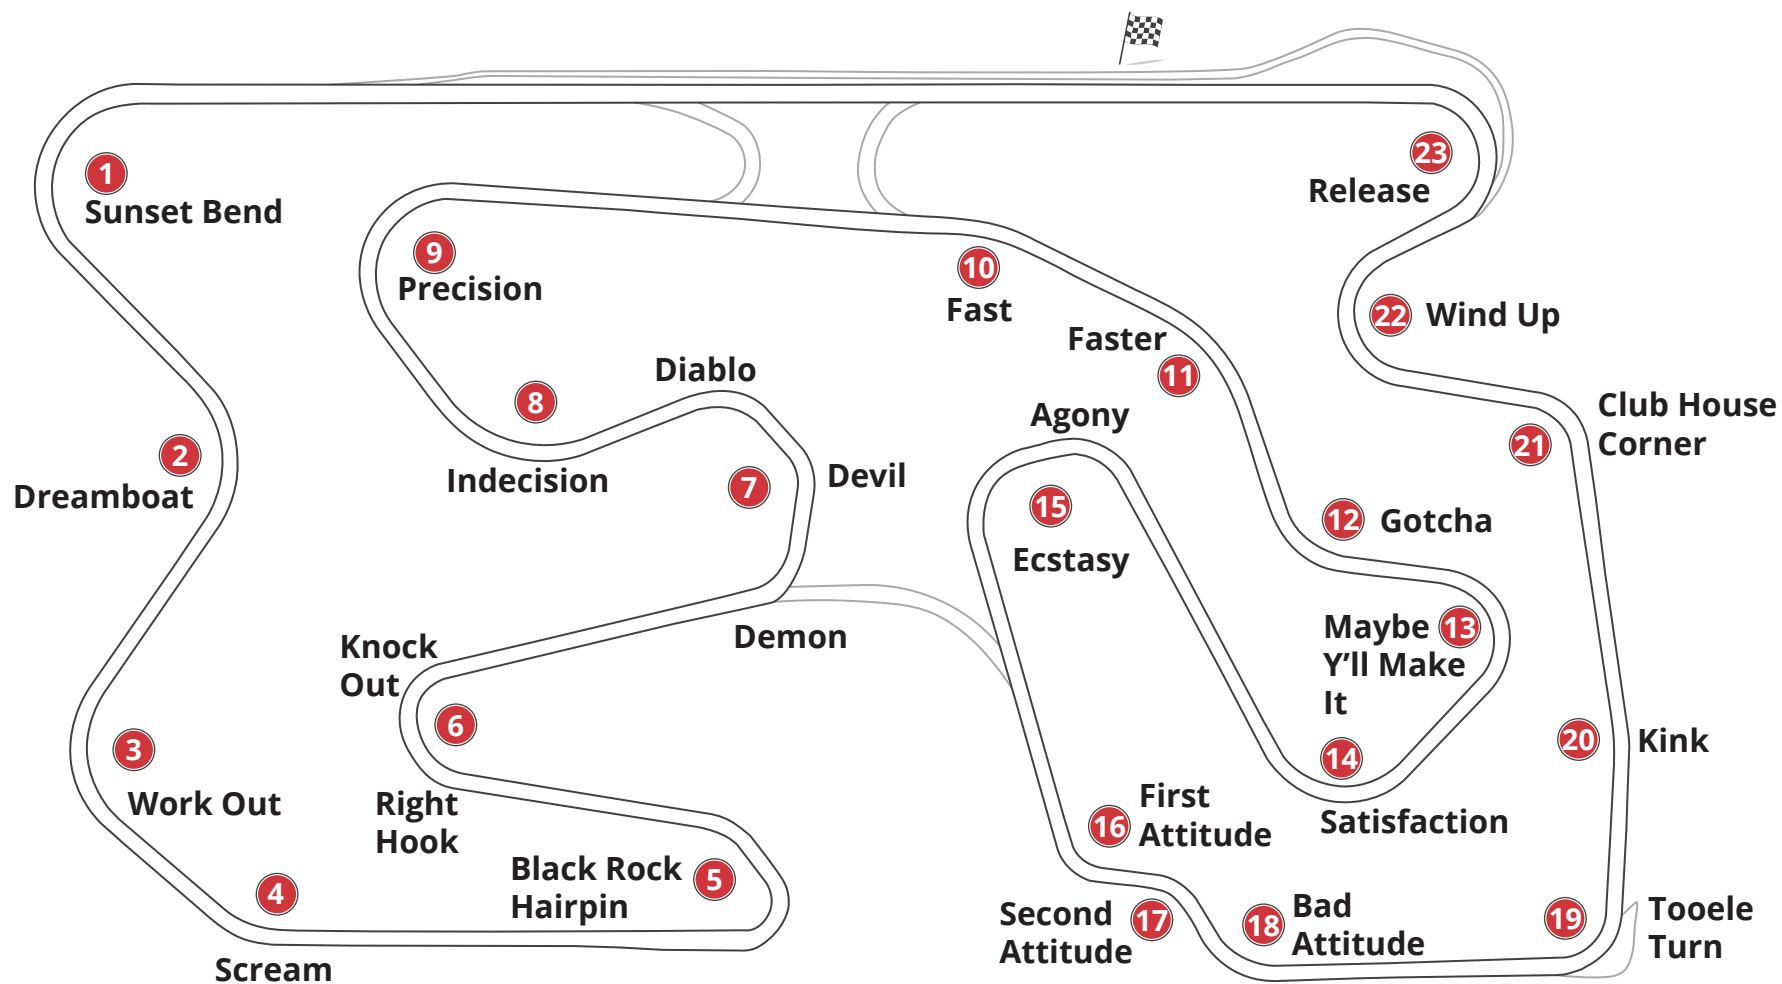 1
Sunset Bend
2
Dreamboat
3
Work Out
4
Scream
5
Black Rock
Hairpin
6
Knock
Out
Right
Hook
7
Diablo
Devil
Demon
8
Indecision
9
Precision
10
Fast
11
Faster
12
Gotcha
13
Maybe
Y'll Make
It
14
Satisfaction
15
Agony
Ecstasy
16
First
Attitude
17
Second
Attitude
18
Bad
Attitude
19
Tooele
Turn
20
Kink
21
Club House
Corner
22
Wind Up
23
Release